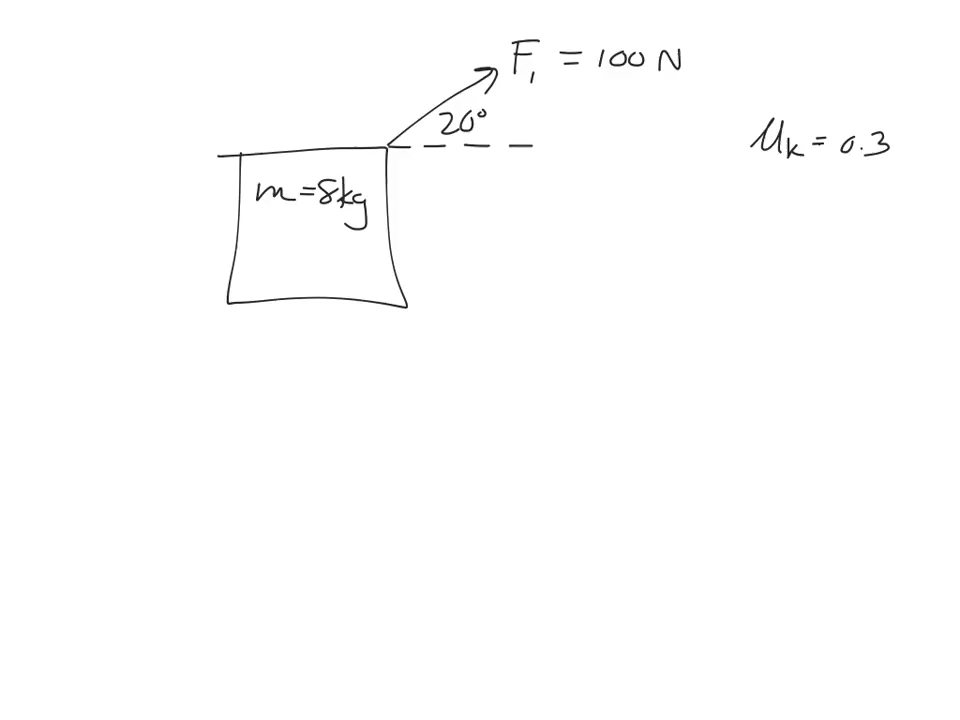 F₁ = 100 N
20°
μk = 0.3
m=8kg